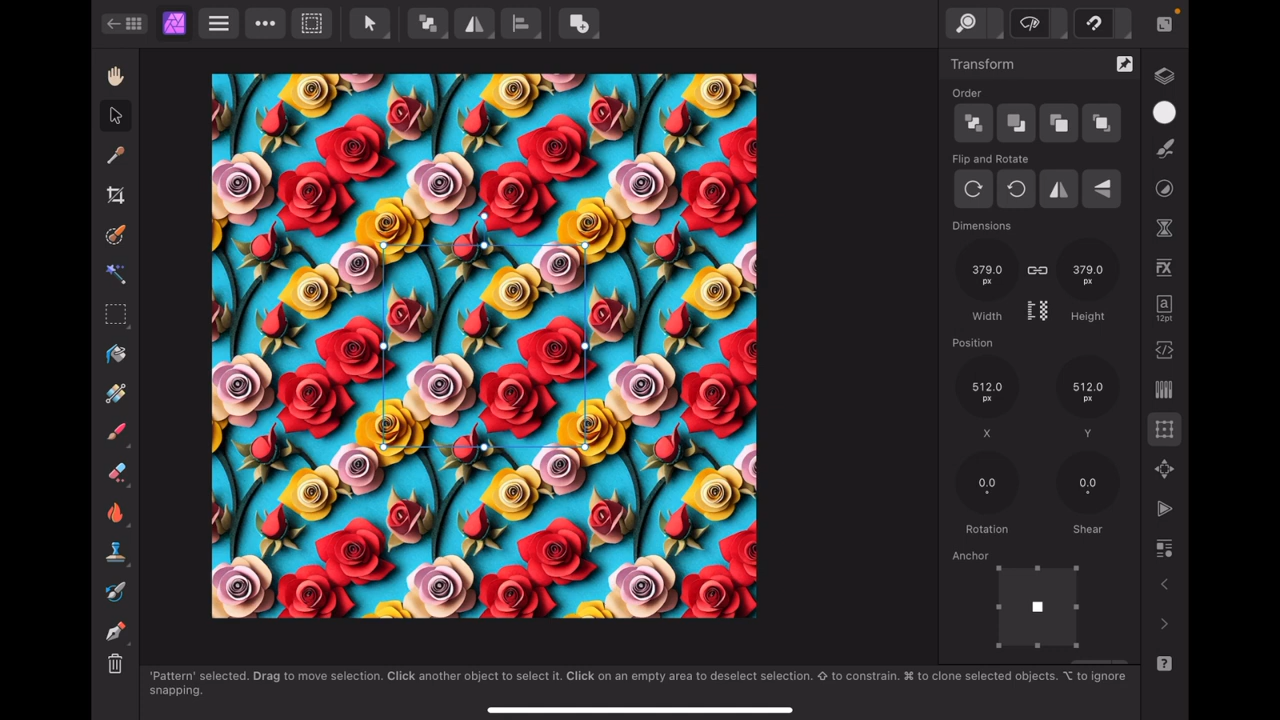 Transform
Order
Flip and Rotate
Dimensions
379.0 px
379.0 px
Width
Height
Position
512.0 px
512.0 px
X
Y
0.0 °
0.0 °
Rotation
Shear
Anchor
a
12pt
FX
?
'Pattern' selected. Drag to move selection. Click another object to select it. Click on an empty area to deselect selection. ⇧ to constrain. ⌘ to clone selected objects. ⌥ to ignore
snapping.